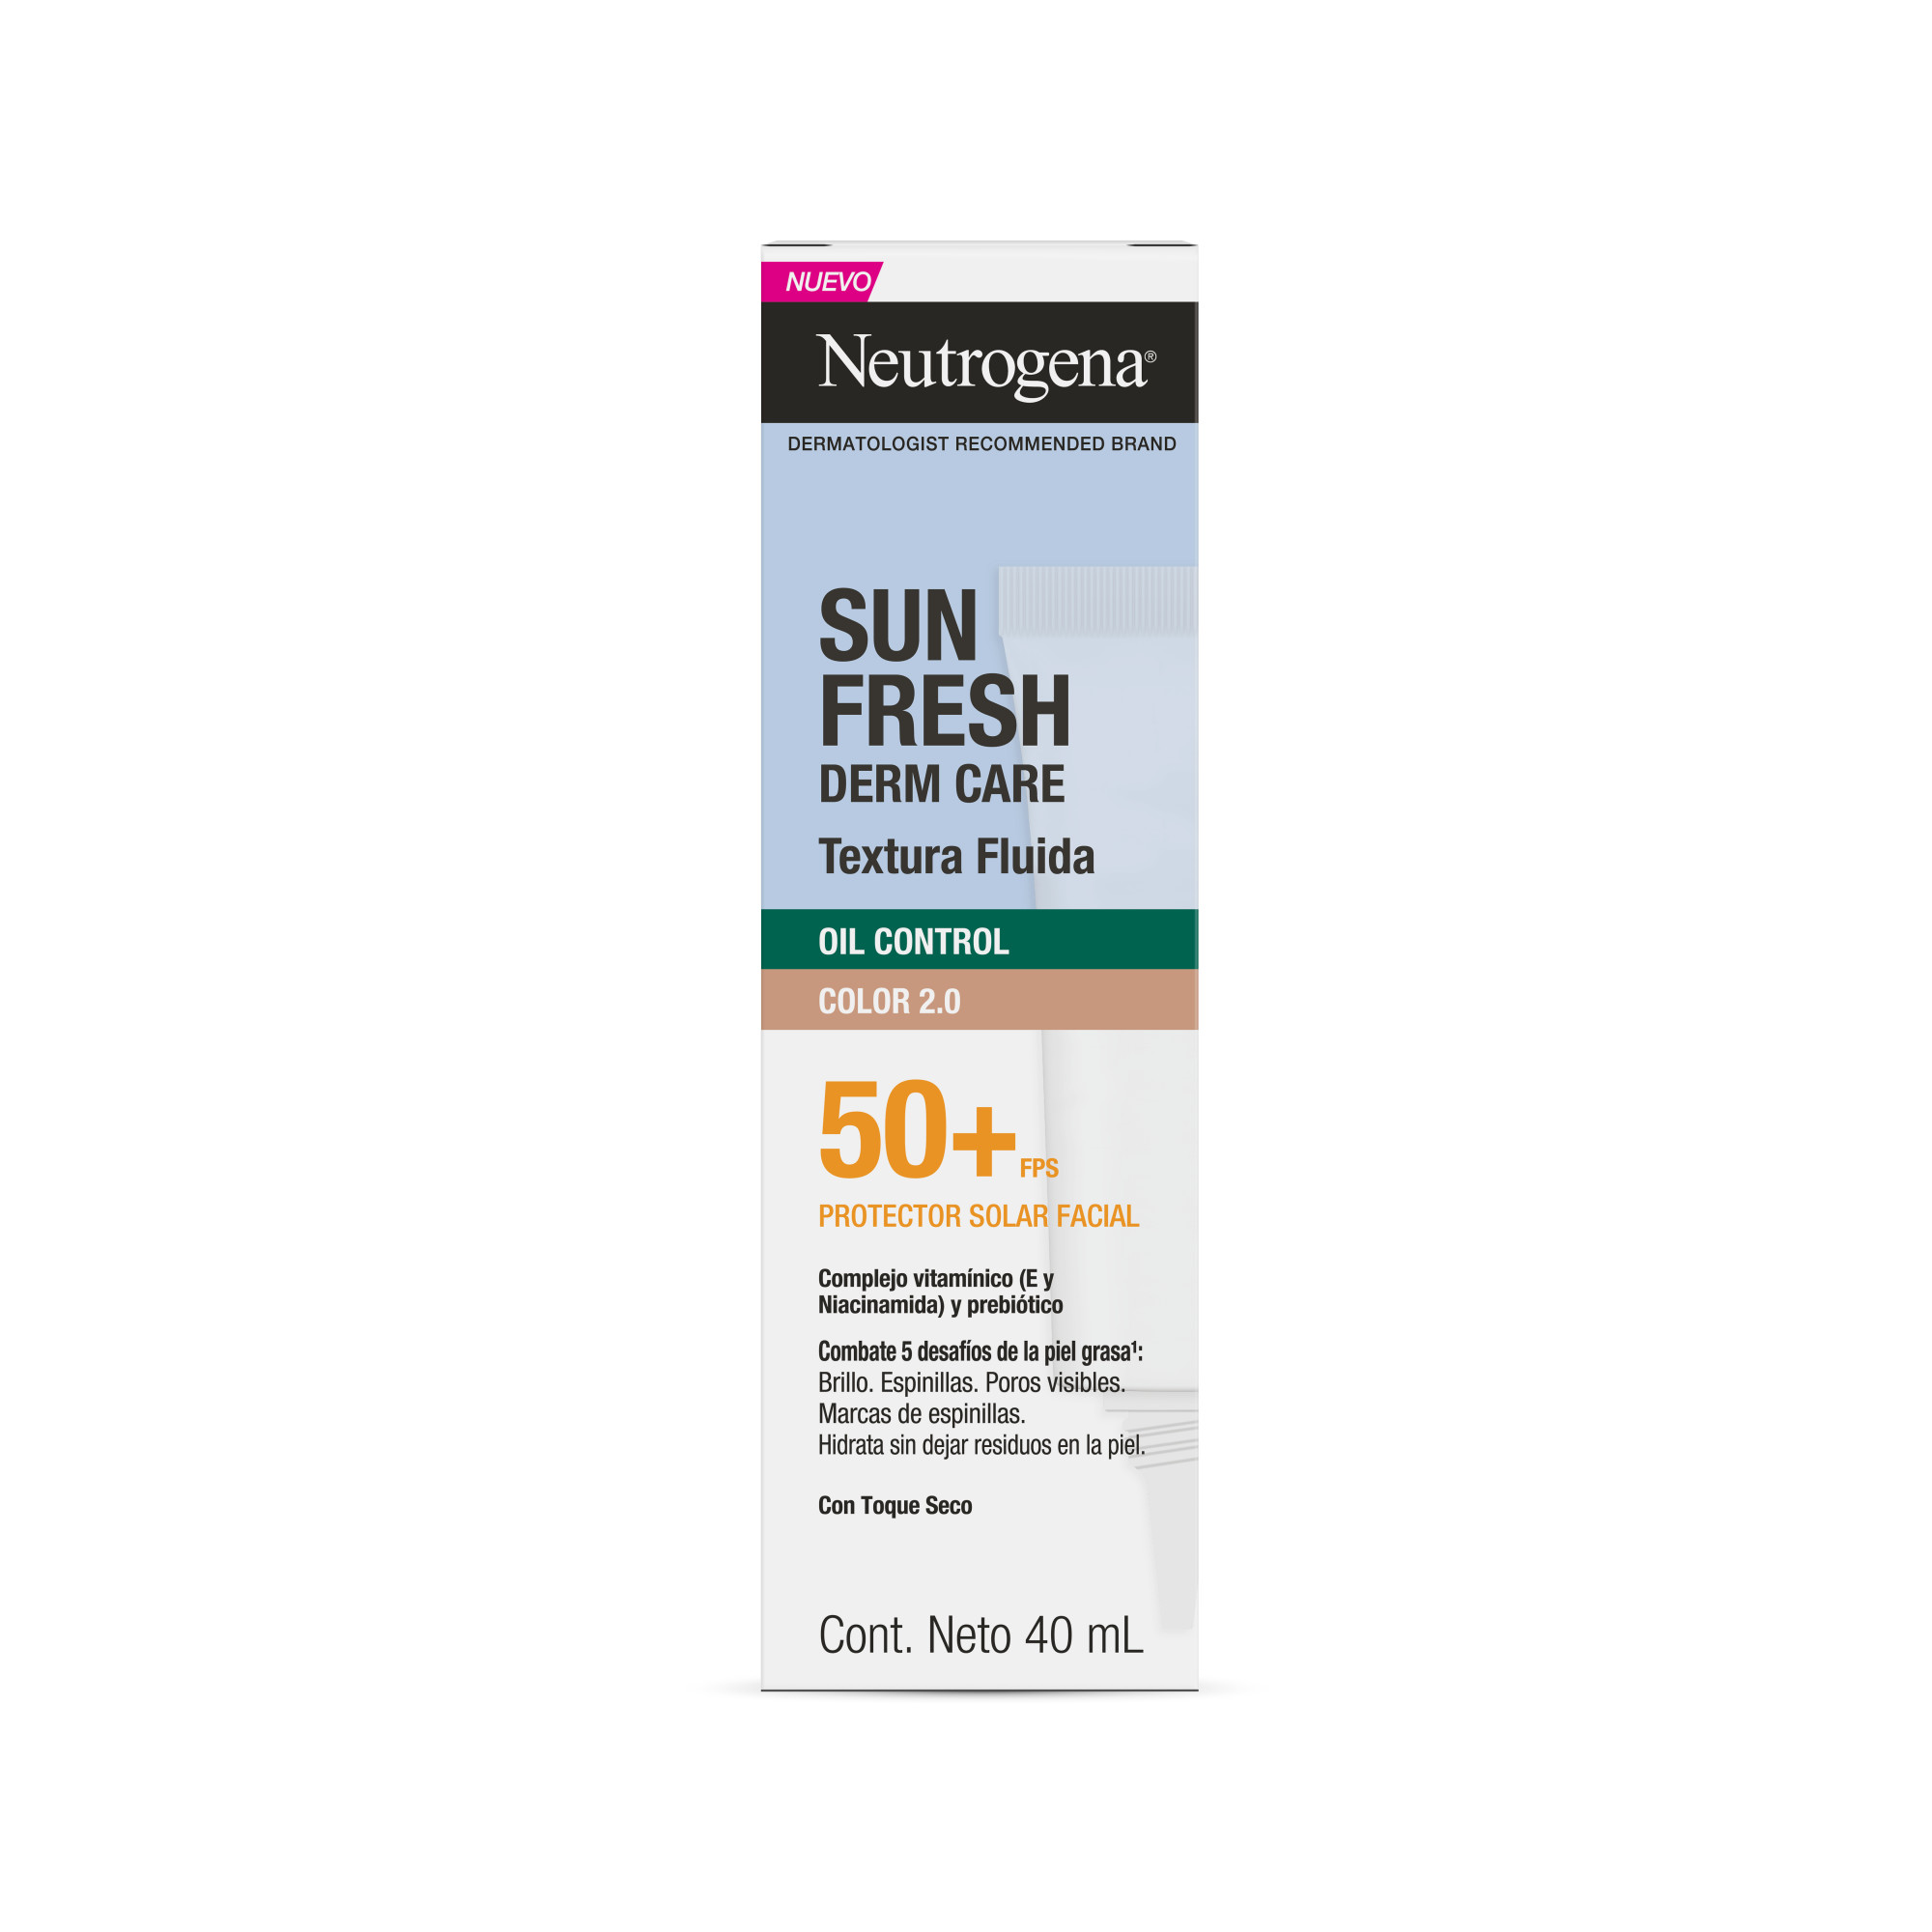 NUEVO
Neutrogena®
DERMATOLOGIST RECOMMENDED BRAND
SUN
FRESH
DERM CARE
Textura Fluida
OIL CONTROL
COLOR 2.0
50+ FPS
PROTECTOR SOLAR FACIAL
Complejo vitamínico (E y
Niacinamida) y prebiótico
Combate 5 desafíos de la piel grasa¹:
Brillo. Espinillas. Poros visibles.
Marcas de espinillas.
Hidrata sin dejar residuos en la piel.
Con Toque Seco
Cont. Neto 40 mL